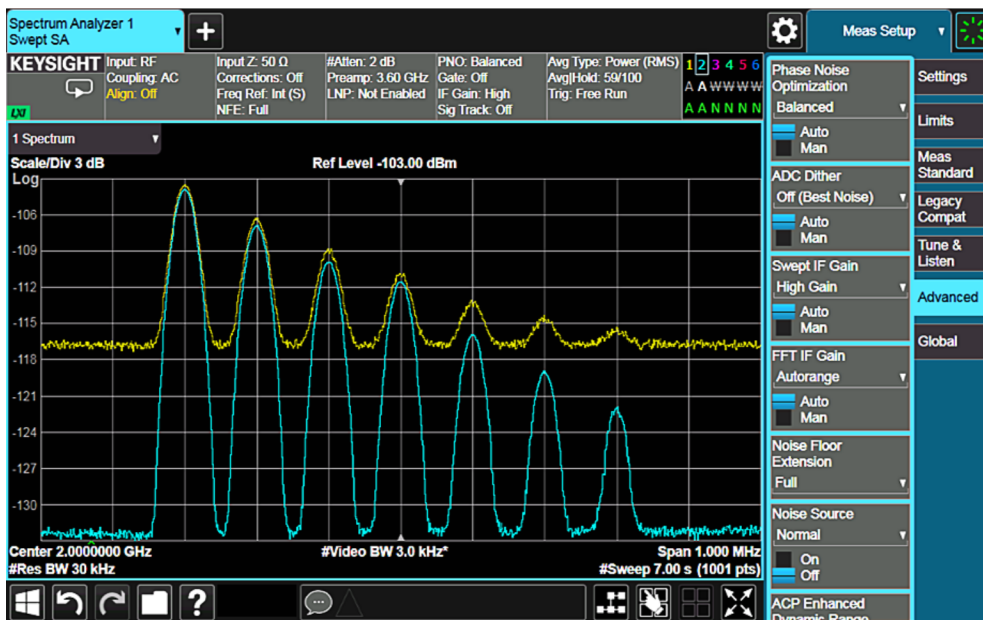 Spectrum Analyzer 1
Swept SA
+
Meas Setup
KEYSIGHT
LXI
Input: RF
Coupling: AC
Align: Off
Input Z: 50 Ω
Corrections: Off
Freq Ref: Int (S)
NFE: Full
#Atten: 2 dB
Preamp: 3.60 GHz
LNP: Not Enabled
PNO: Balanced
Gate: Off
IF Gain: High
Sig Track: Off
Avg Type: Power (RMS)
Avg|Hold: 59/100
Trig: Free Run
1 2 3 4 5 6
A A W W W W
A A N N N N
1 Spectrum
Scale/Div 3 dB
Ref Level -103.00 dBm
Log
-106
-109
-112
-115
-118
-121
-124
-127
-130
Center 2.0000000 GHz
#Video BW 3.0 kHz*
Span 1.000 MHz
#Res BW 30 kHz
#Sweep 7.00 s (1001 pts)
?
Phase Noise
Optimization
Balanced
Auto
Man
ADC Dither
Off (Best Noise)
Auto
Man
Swept IF Gain
High Gain
Auto
Man
FFT IF Gain
Autorange
Auto
Man
Noise Floor
Extension
Full
Noise Source
Normal
On
Off
ACP Enhanced
Dynamic Range
Settings
Limits
Meas
Standard
Legacy
Compat
Tune &
Listen
Advanced
Global